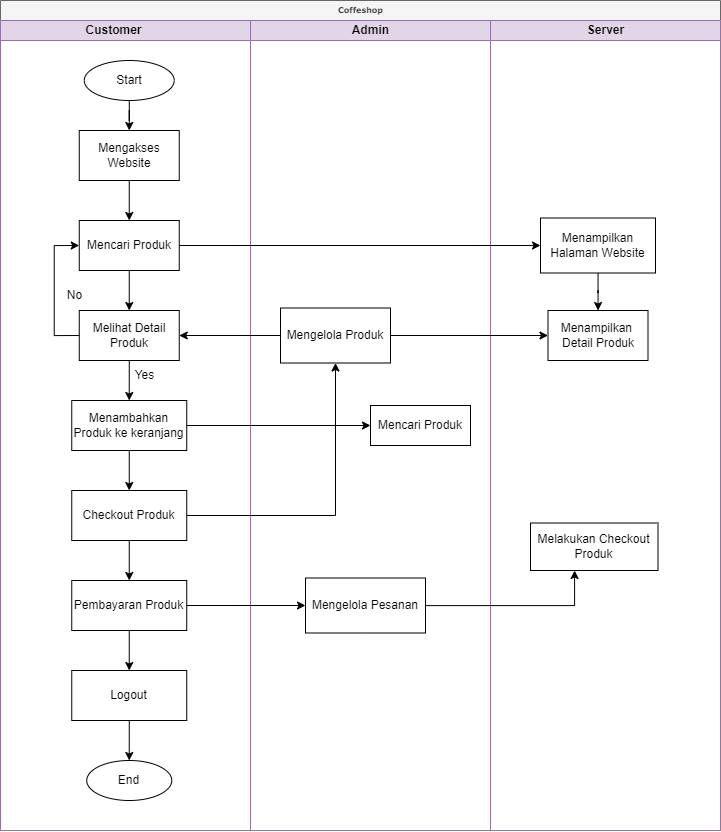 Coffeshop
Customer
Admin
Server
Start
Mengakses
Website
Mencari Produk
Menampilkan
Halaman Website
No
Melihat Detail
Produk
Mengelola Produk
Menampilkan
Detail Produk
Yes
Menambahkan
Produk ke keranjang
Mencari Produk
Checkout Produk
Melakukan Checkout
Produk
Pembayaran Produk
Mengelola Pesanan
Logout
End